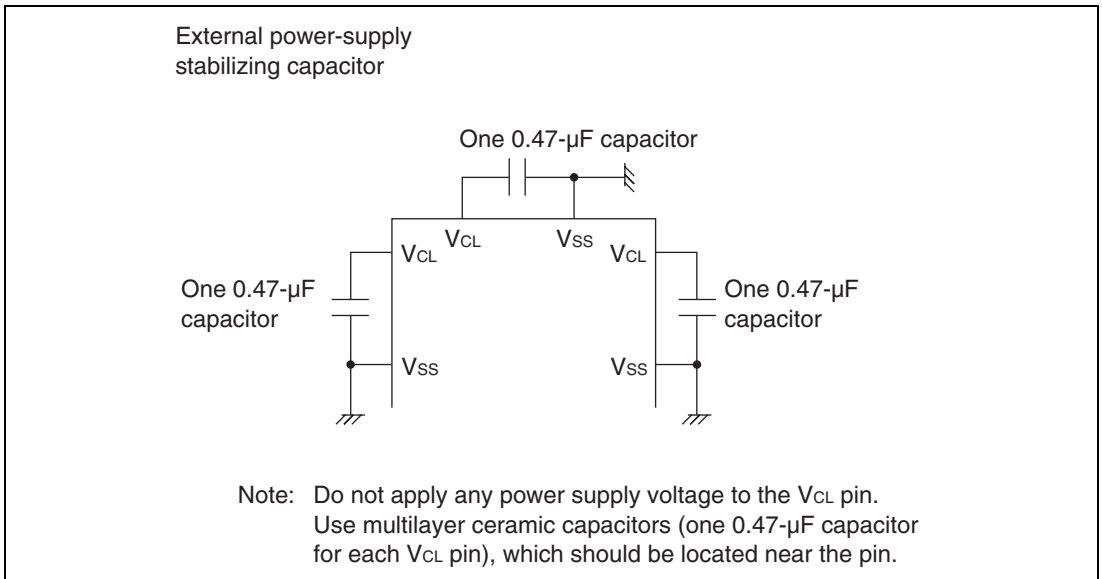 External power-supply
stabilizing capacitor
One 0.47-µF capacitor
VCL
VSS
VCL
VCL
One 0.47-µF
capacitor
One 0.47-µF
capacitor
VSS
VSS
Note: Do not apply any power supply voltage to the VCL pin.
Use multilayer ceramic capacitors (one 0.47-µF capacitor
for each VCL pin), which should be located near the pin.